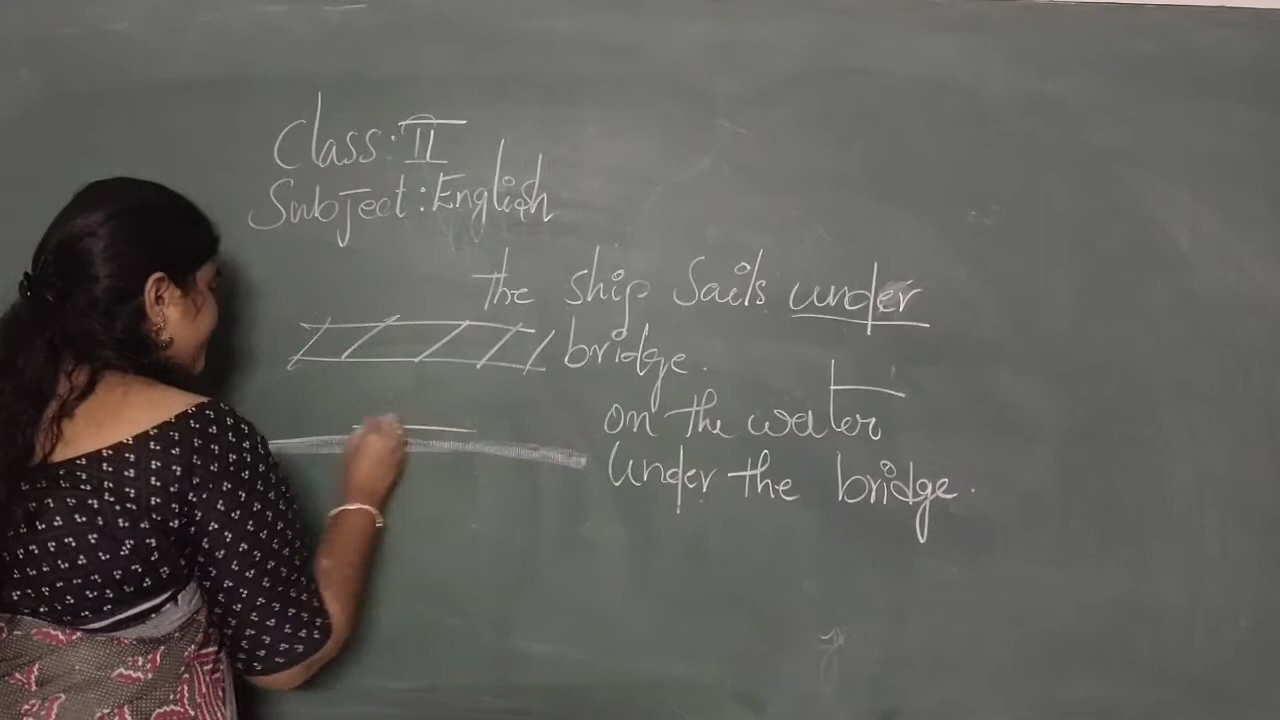 Class: II
Subject: English
the ship Sails under
bridge.
on the water
Under the bridge.